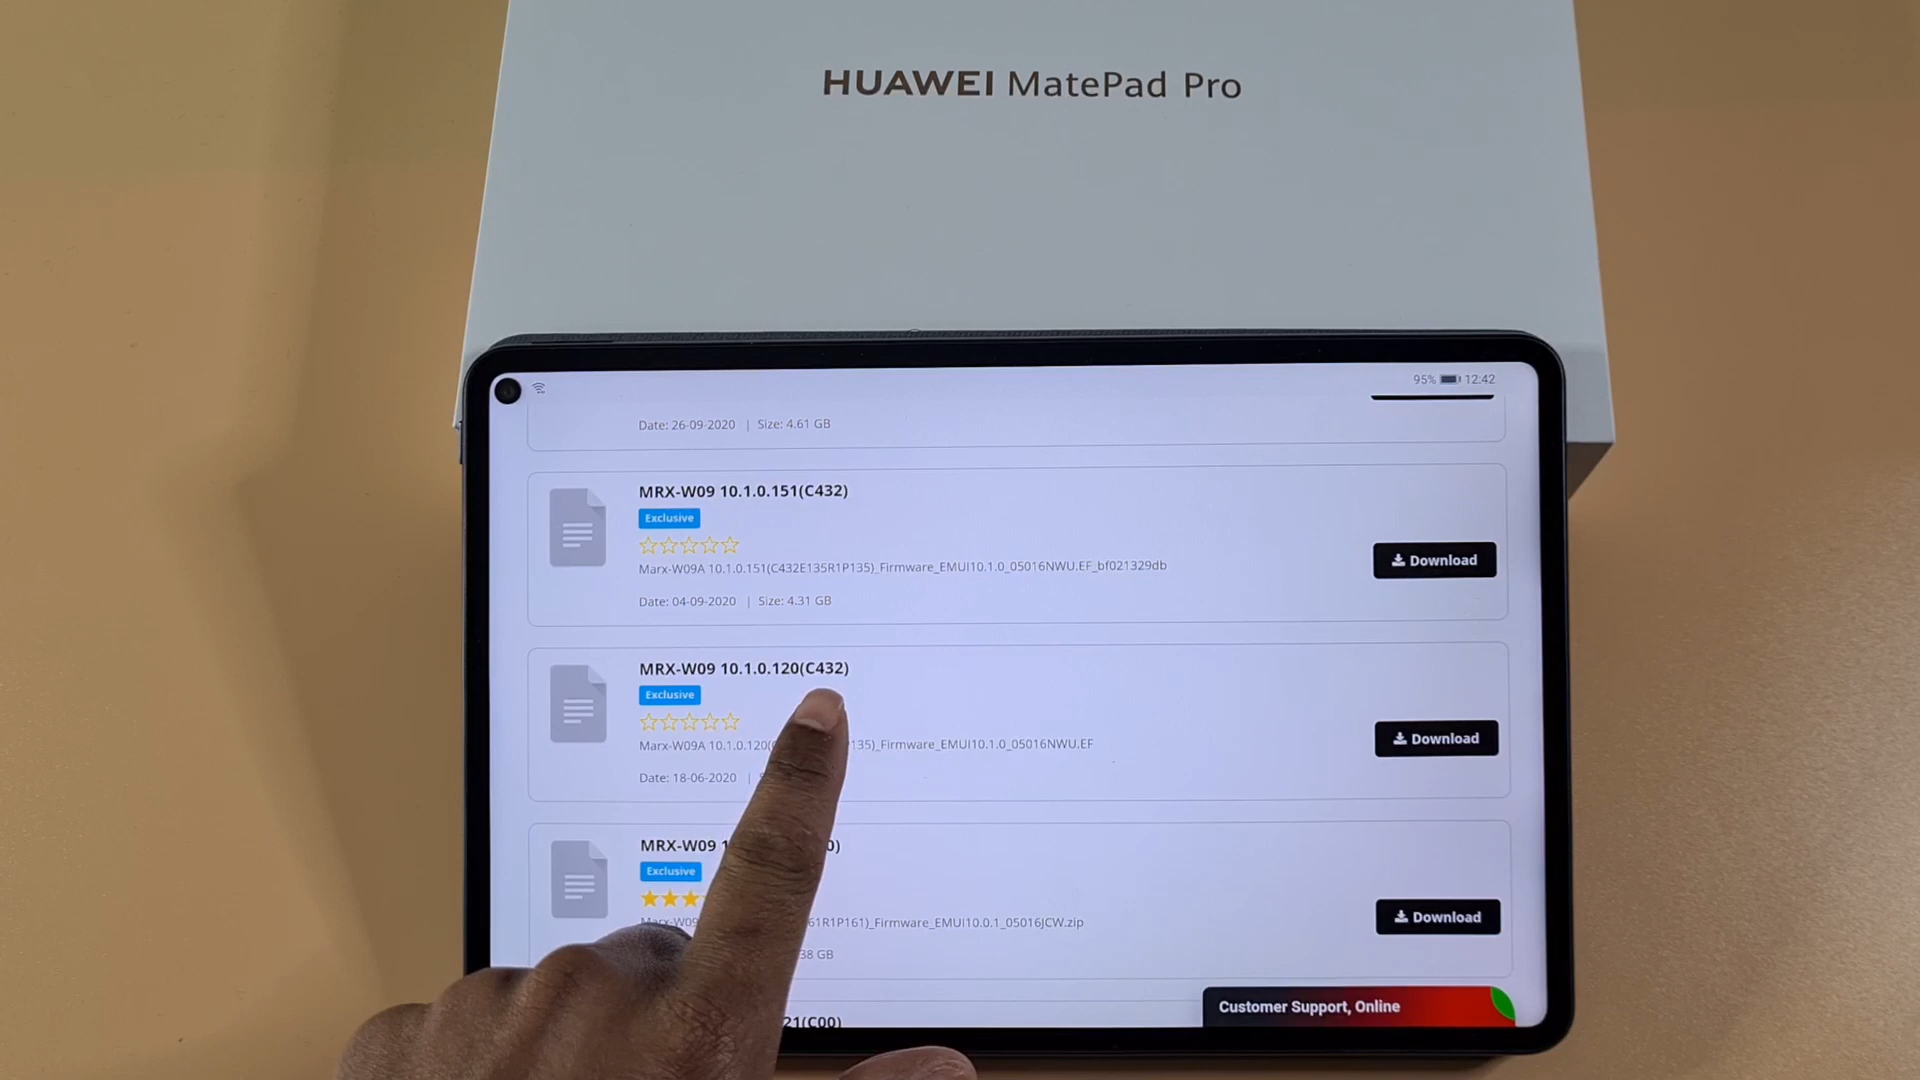 HUAWEI MatePad Pro
95% 12:42
Date: 26-09-2020 | Size: 4.61 GB
MRX-W09 10.1.0.151(C432)
Exclusive
Marx-W09A 10.1.0.151(C432E135R1P135)_Firmware_EMUI10.1.0_05016NWU.EF_bf021329db
Download
Date: 04-09-2020 | Size: 4.31 GB
MRX-W09 10.1.0.120(C432)
Exclusive
Download
Marx-W09A 10.1.0.120( P135)_Firmware_EMUI10.1.0_05016NWU.EF
Date: 18-06-2020 |
MRX-W09 1 0)
Exclusive
Download
Marx-W09 61R1P161)_Firmware_EMUI10.0.1_05016JCW.zip
38 GB
Customer Support, Online
21(C00)